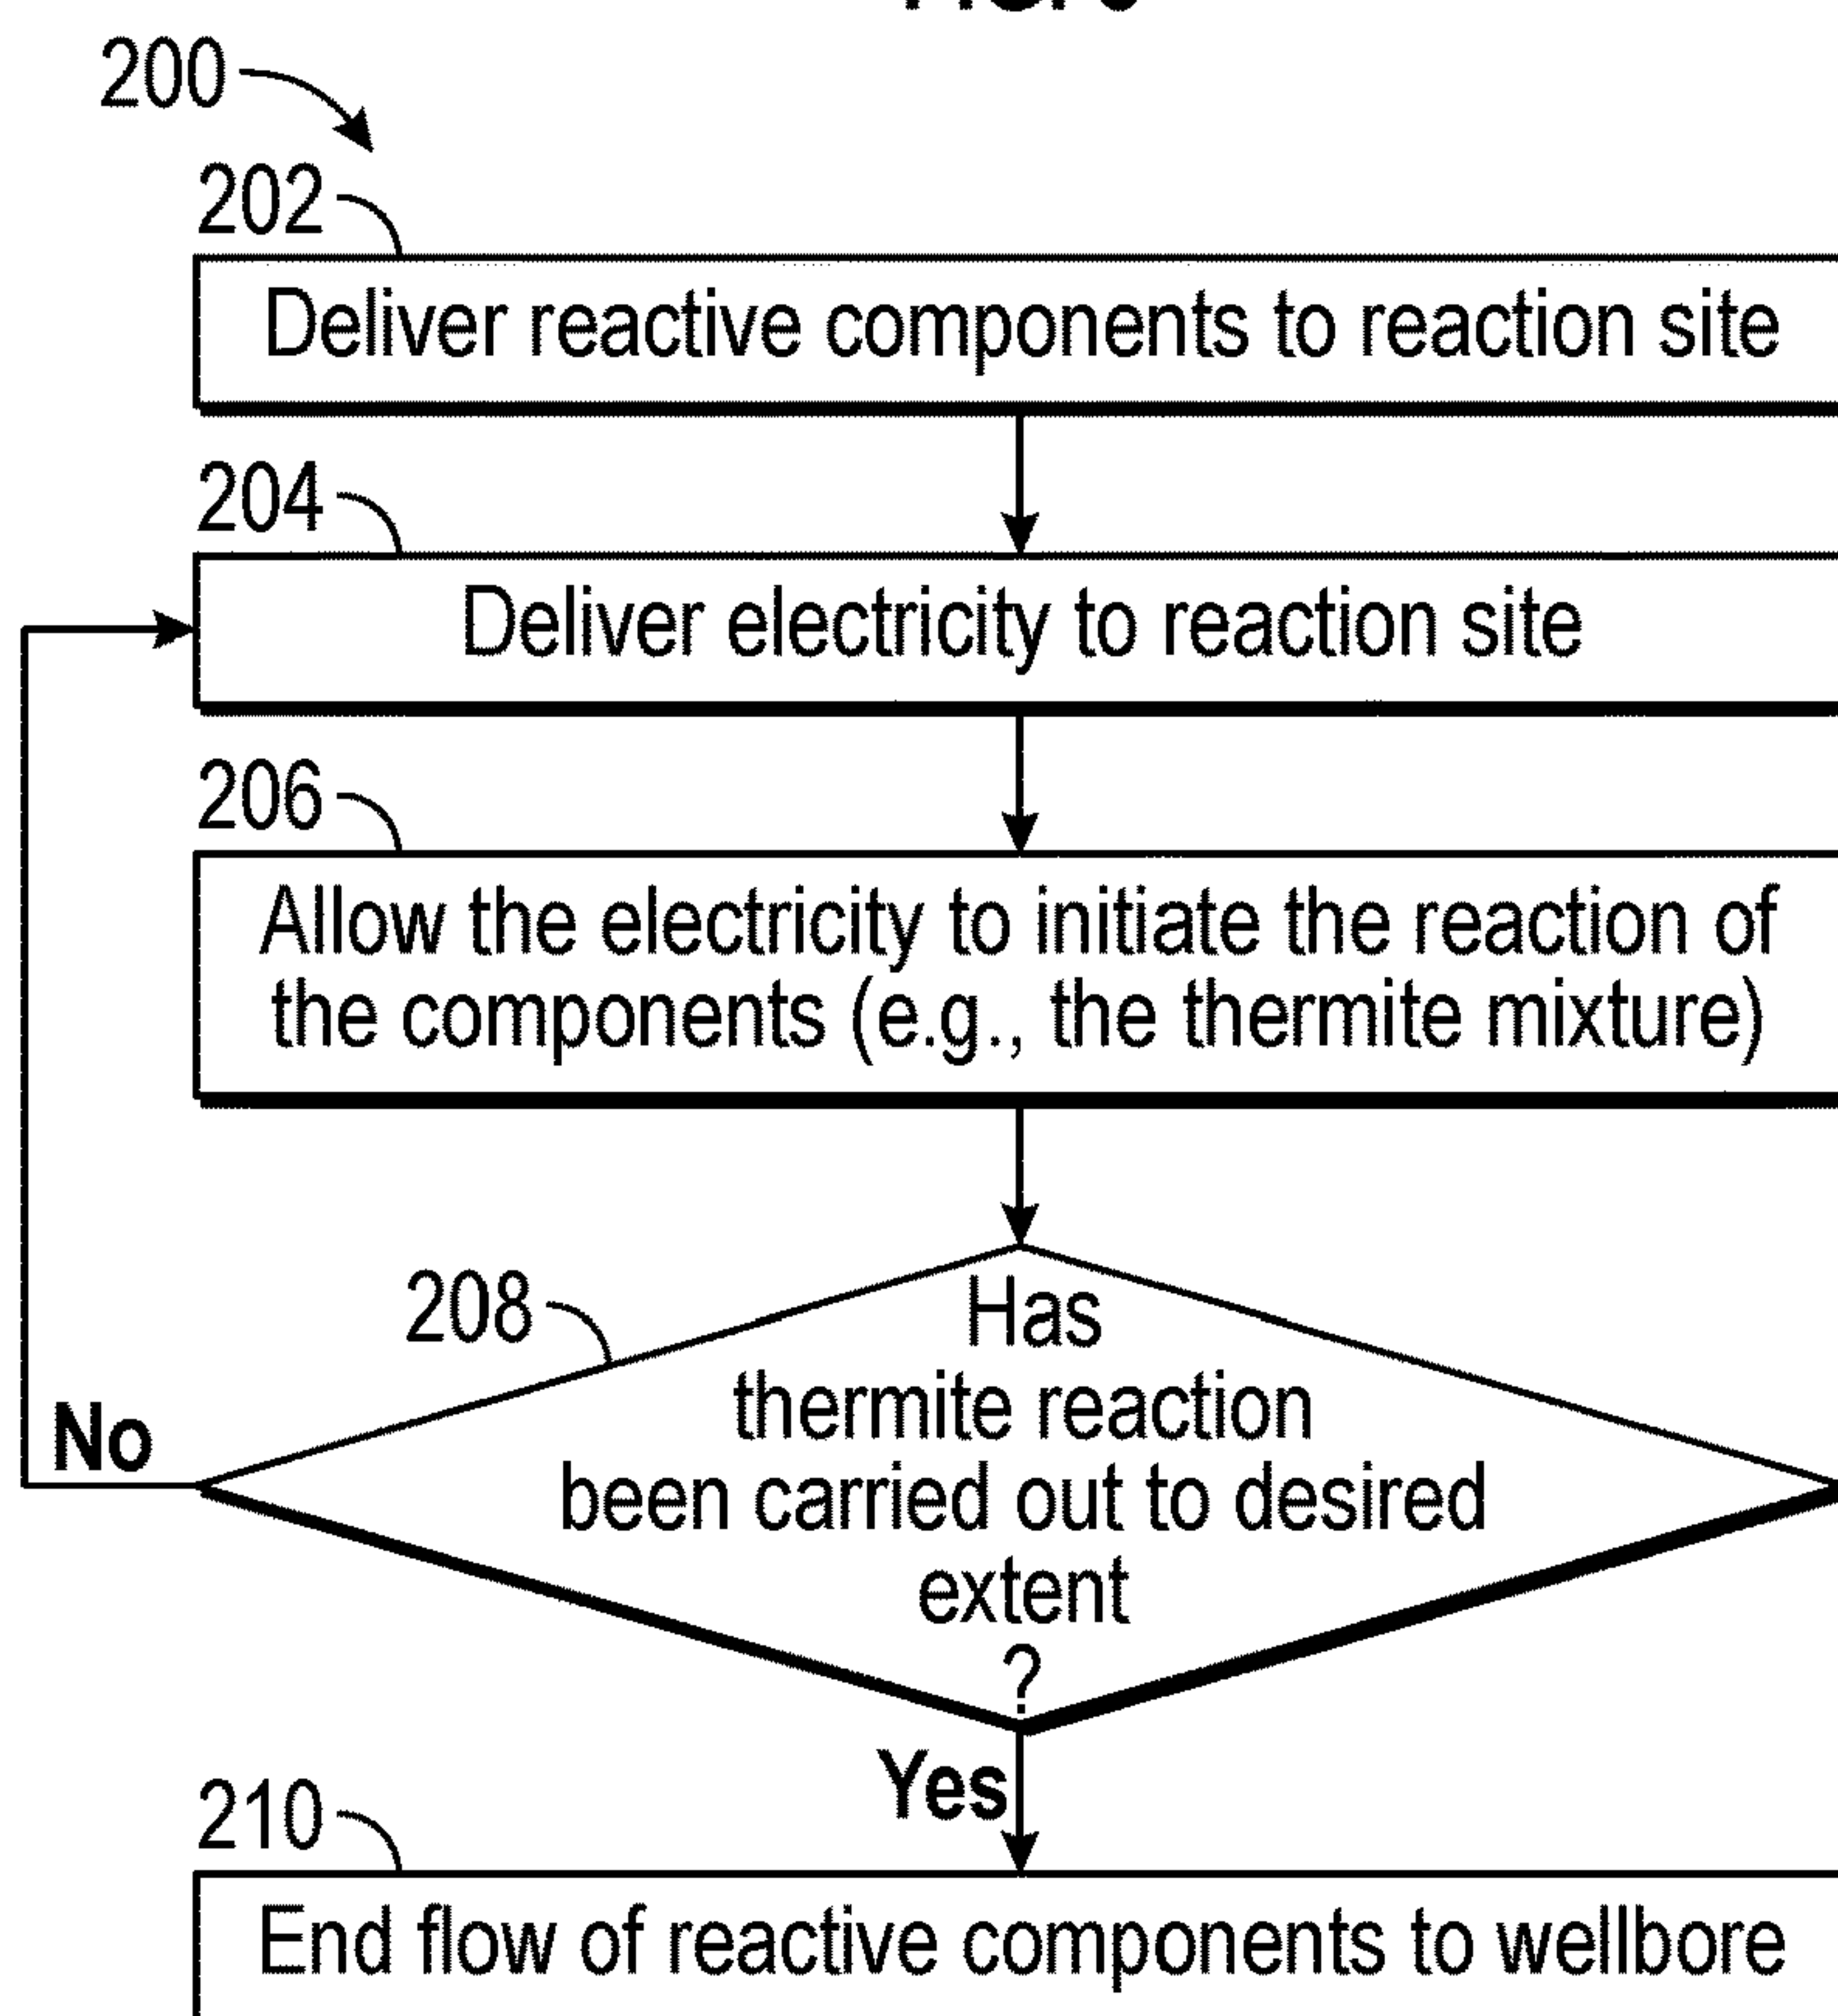 200
202
Deliver reactive components to reaction site
204
Deliver electricity to reaction site
206
Allow the electricity to initiate the reaction of
the components (e.g., the thermite mixture)
208
Has
thermite reaction
been carried out to desired
extent
?
No
Yes
210
End flow of reactive components to wellbore